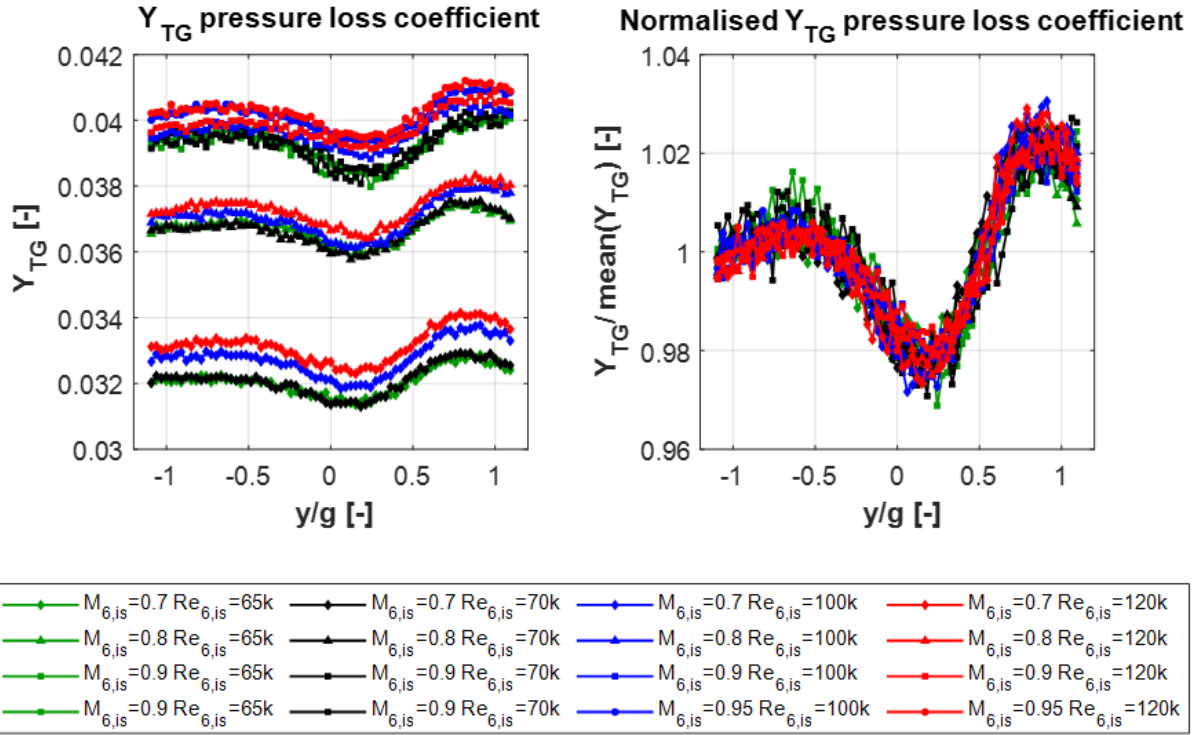 Y_TG pressure loss coefficient
Normalised Y_TG pressure loss coefficient
0.042
0.04
0.038
0.036
0.034
0.032
0.03
Y_TG [-]
-1 -0.5 0 0.5 1
y/g [-]
1.04
1.02
1
0.98
0.96
Y_TG/ mean(Y_TG) [-]
-1 -0.5 0 0.5 1
y/g [-]
M_6,is=0.7 Re_6,is=65k M_6,is=0.7 Re_6,is=70k M_6,is=0.7 Re_6,is=100k M_6,is=0.7 Re_6,is=120k
M_6,is=0.8 Re_6,is=65k M_6,is=0.8 Re_6,is=70k M_6,is=0.8 Re_6,is=100k M_6,is=0.8 Re_6,is=120k
M_6,is=0.9 Re_6,is=65k M_6,is=0.9 Re_6,is=70k M_6,is=0.9 Re_6,is=100k M_6,is=0.9 Re_6,is=120k
M_6,is=0.9 Re_6,is=65k M_6,is=0.9 Re_6,is=70k M_6,is=0.95 Re_6,is=100k M_6,is=0.95 Re_6,is=120k